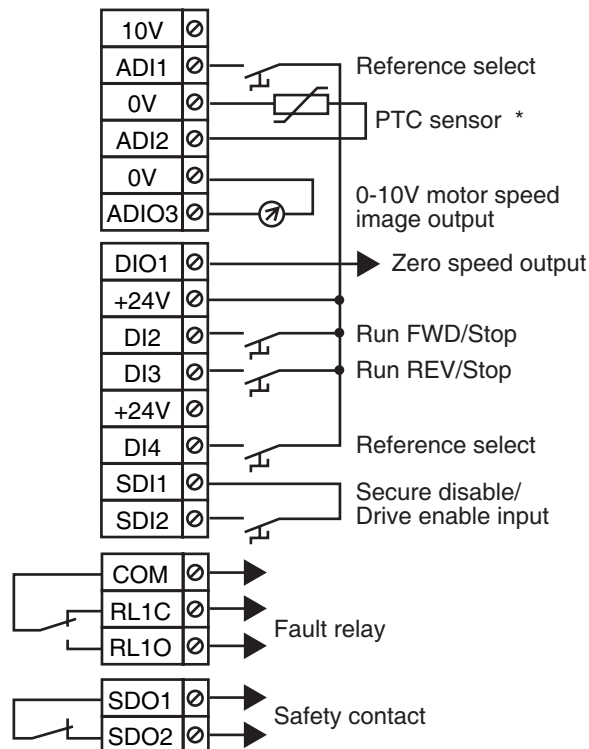 10V
ADI1 Reference select
0V
PTC sensor *
ADI2
0V
0-10V motor speed
image output
ADIO3
DIO1 Zero speed output
+24V
DI2 Run FWD/Stop
DI3 Run REV/Stop
+24V
DI4 Reference select
SDI1
Secure disable/
Drive enable input
SDI2
COM
RL1C
Fault relay
RL1O
SDO1
Safety contact
SDO2